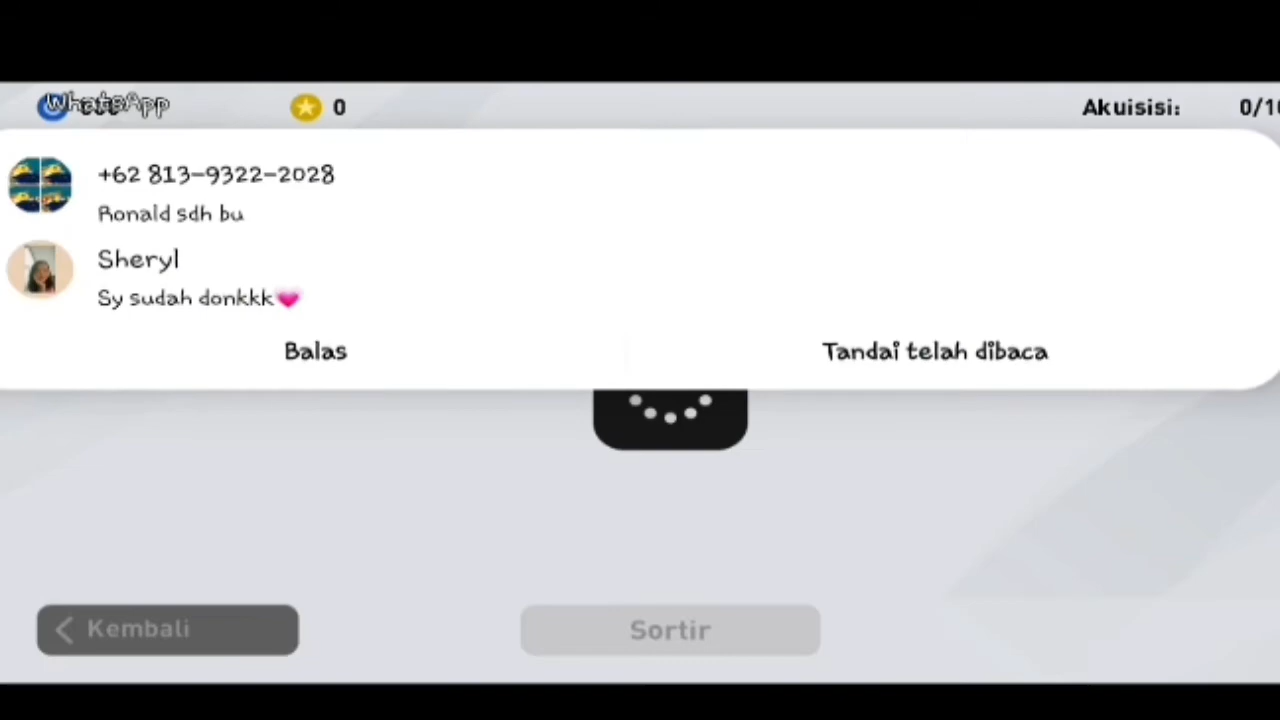 WhatsApp
0
Akuisisi:
+62 813-9322-2028
Ronald sdh bu
Sheryl
Sy sudah donkkk💗
Balas
Tandai telah dibaca
Kembali
Sortir